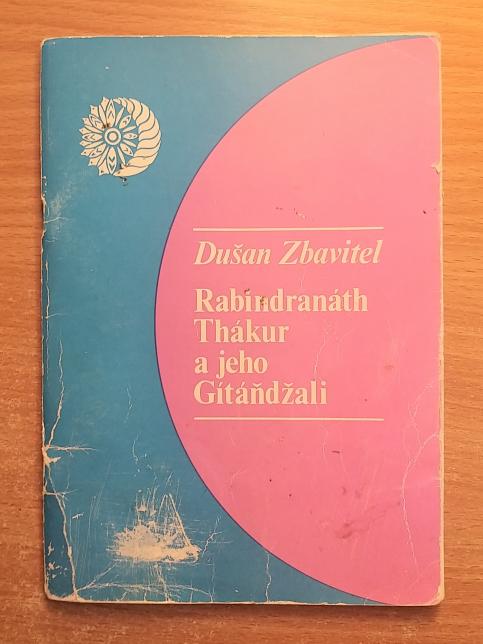 Dušan Zbavitel
Rabíndranáth
Thákur
a jeho
Gítáňdžali